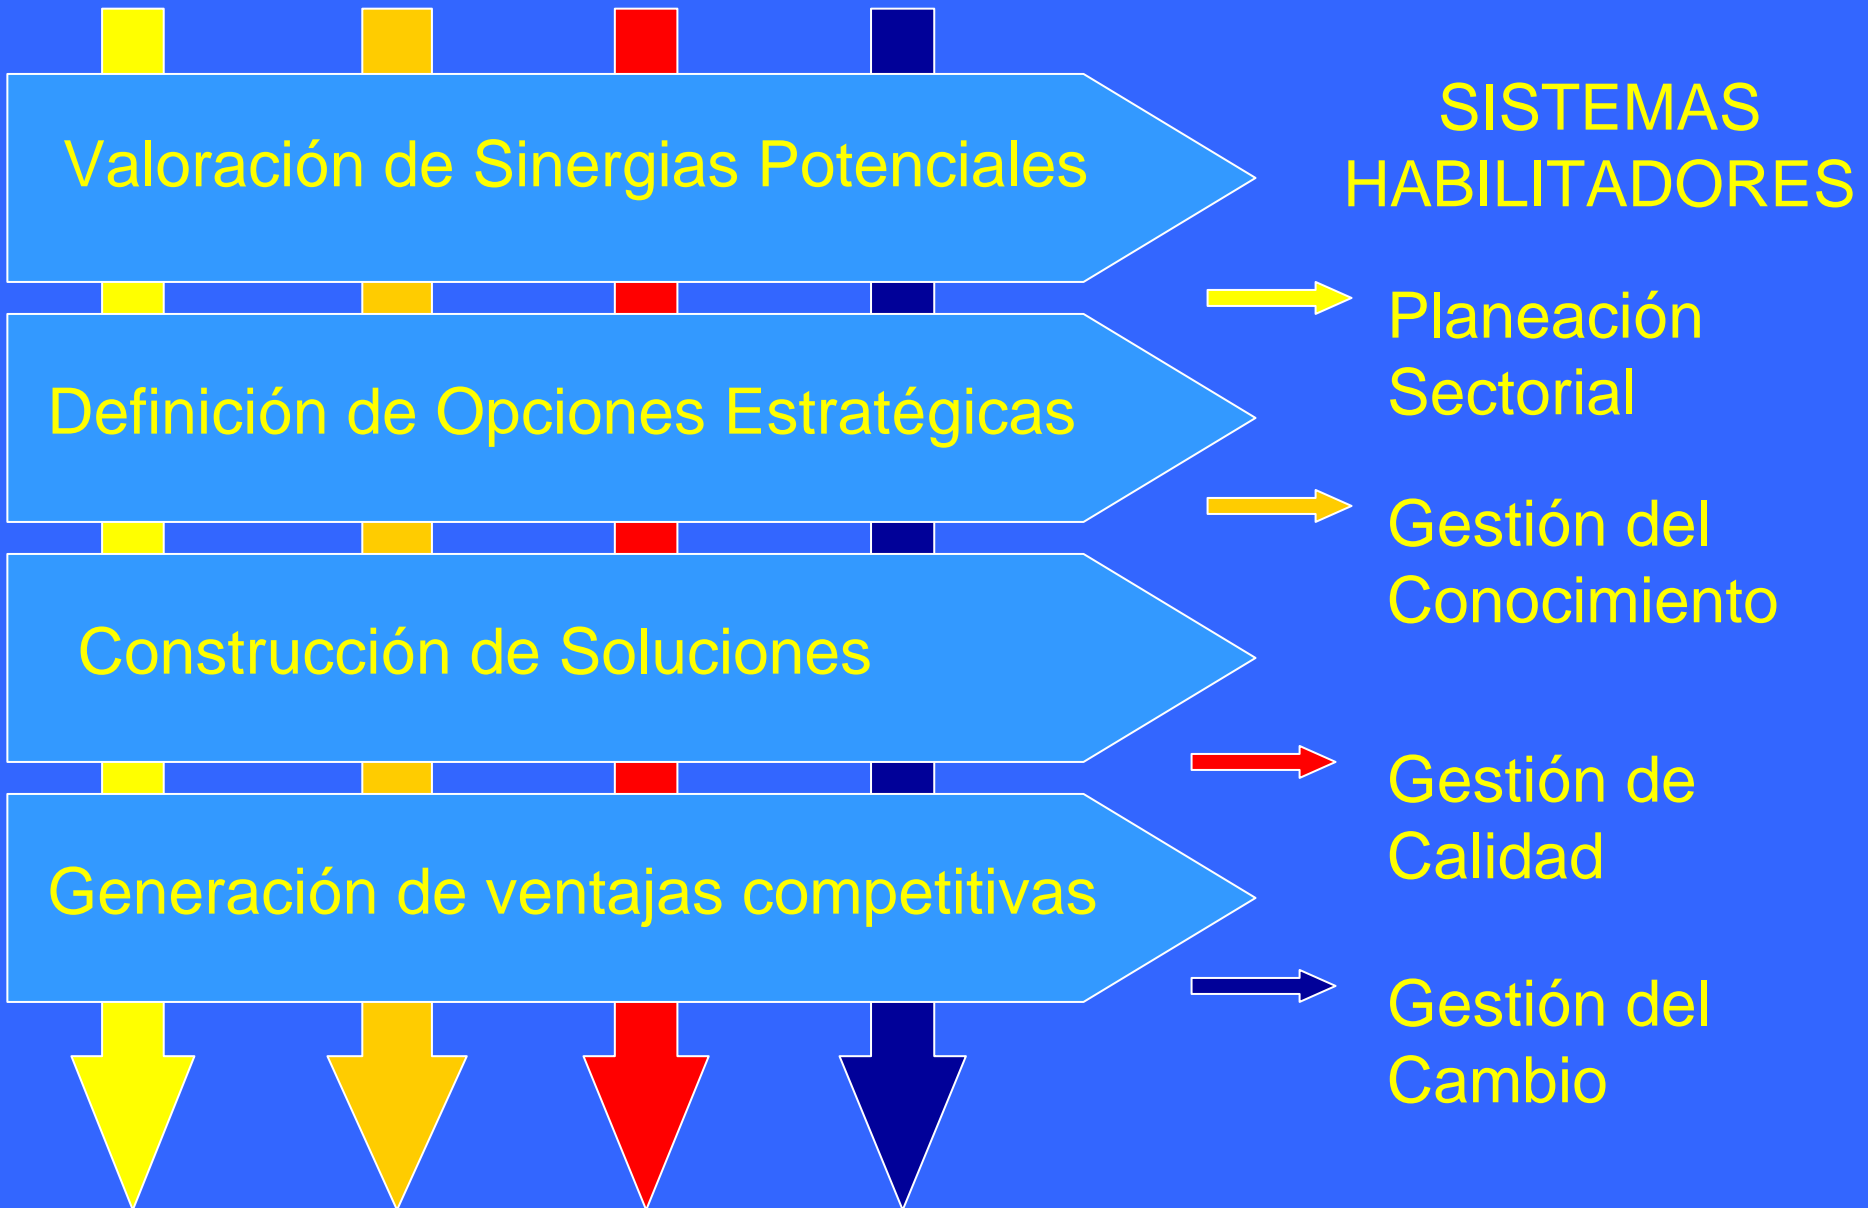 Valoración de Sinergias Potenciales
Definición de Opciones Estratégicas
Construcción de Soluciones
Generación de ventajas competitivas
SISTEMAS
HABILITADORES
Planeación
Sectorial
Gestión del
Conocimiento
Gestión de
Calidad
Gestión del
Cambio